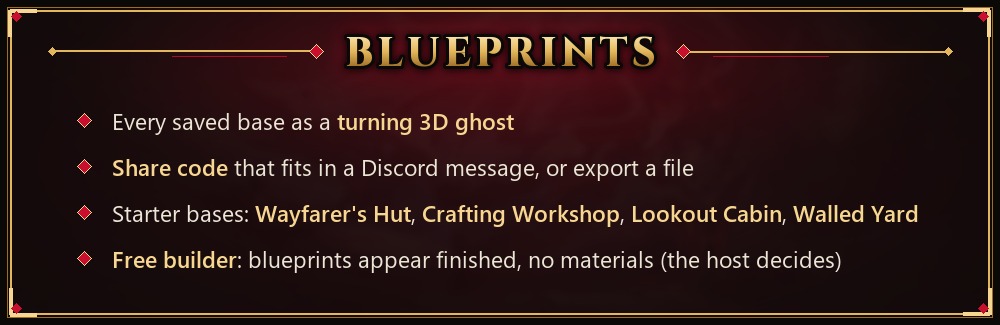 BLUEPRINTS
Every saved base as a turning 3D ghost
Share code that fits in a Discord message, or export a file
Starter bases: Wayfarer's Hut, Crafting Workshop, Lookout Cabin, Walled Yard
Free builder: blueprints appear finished, no materials (the host decides)